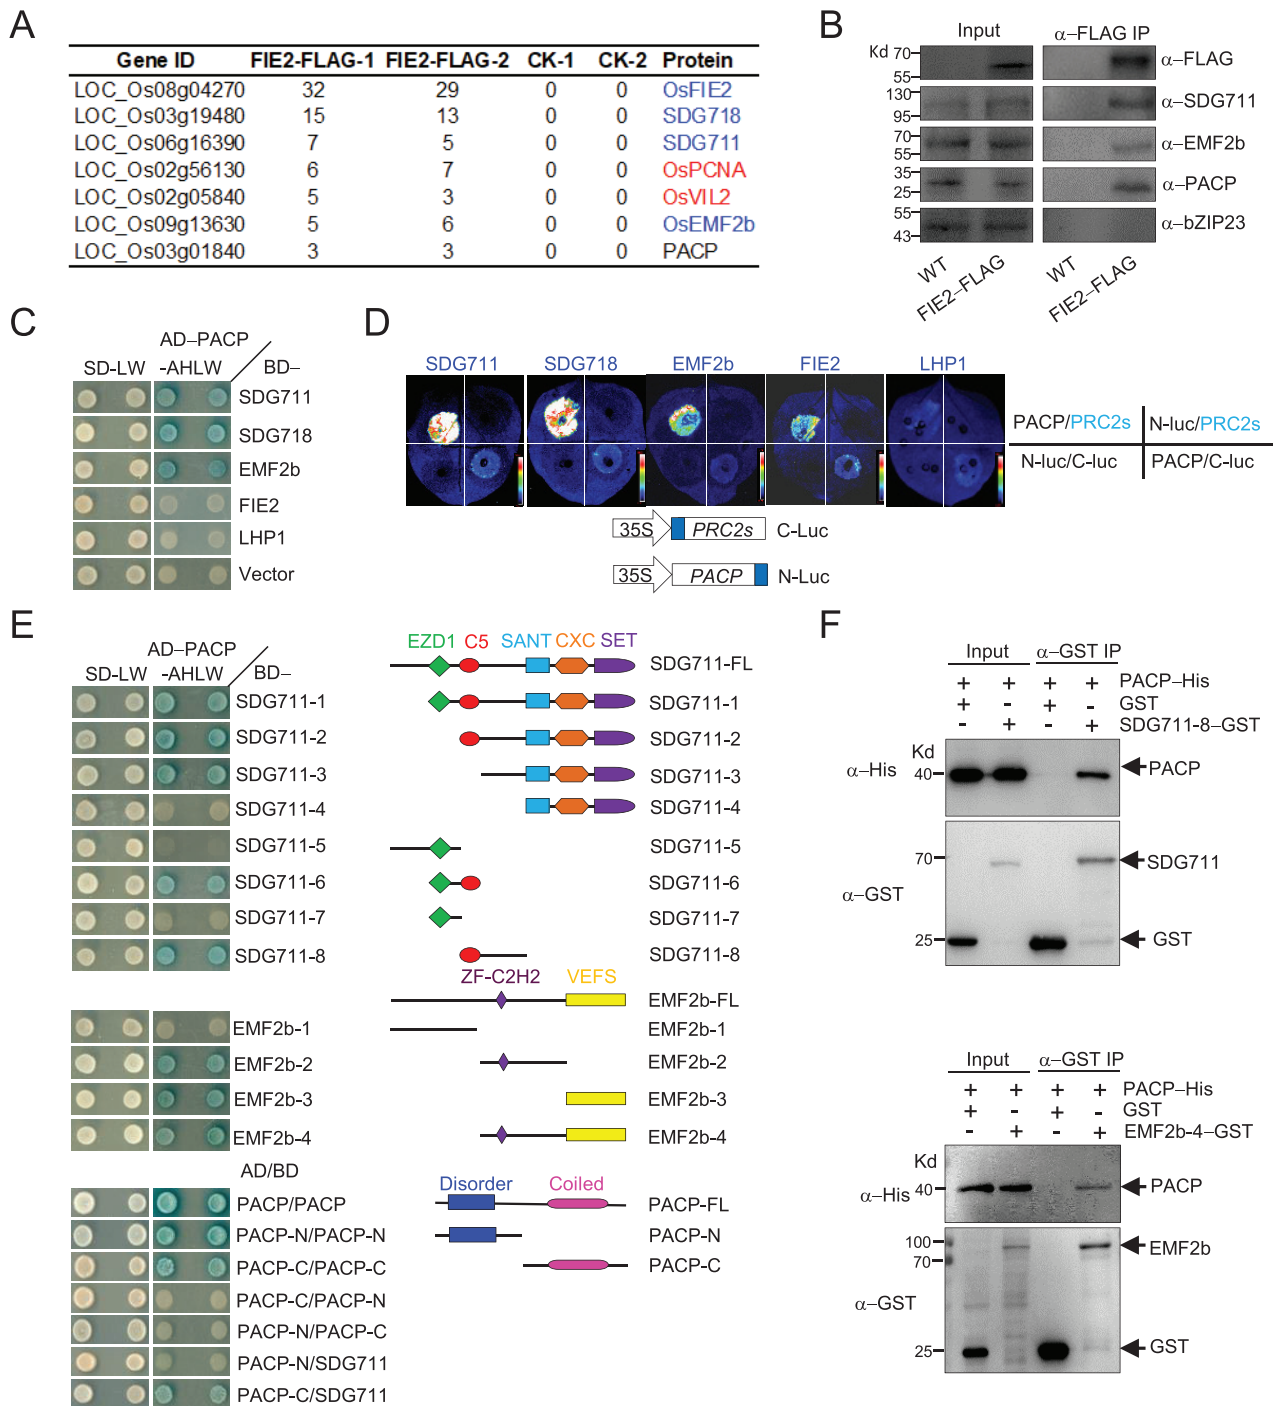 A
Gene ID FIE2-FLAG-1 FIE2-FLAG-2 CK-1 CK-2 Protein
LOC_Os08g04270 32 29 0 0 OsFIE2
LOC_Os03g19480 15 13 0 0 SDG718
LOC_Os06g16390 7 5 0 0 SDG711
LOC_Os02g56130 6 7 0 0 OsPCNA
LOC_Os02g05840 5 3 0 0 OsVIL2
LOC_Os09g13630 5 6 0 0 OsEMF2b
LOC_Os03g01840 3 3 0 0 PACP
B
Input α–FLAG IP
Kd 70
55
α–FLAG
130
95
α–SDG711
70
55
α–EMF2b
35
25
α–PACP
55
43
α–bZIP23
WT FIE2–FLAG WT FIE2–FLAG
C
AD–PACP
SD-LW -AHLW BD–
SDG711
SDG718
EMF2b
FIE2
LHP1
Vector
D
SDG711 SDG718 EMF2b FIE2 LHP1
PACP/PRC2s N-luc/PRC2s
N-luc/C-luc PACP/C-luc
35S PRC2s C-Luc
35S PACP N-Luc
E
AD–PACP
SD-LW -AHLW BD–
SDG711-1
SDG711-2
SDG711-3
SDG711-4
SDG711-5
SDG711-6
SDG711-7
SDG711-8
EMF2b-1
EMF2b-2
EMF2b-3
EMF2b-4
AD/BD
PACP/PACP
PACP-N/PACP-N
PACP-C/PACP-C
PACP-C/PACP-N
PACP-N/PACP-C
PACP-N/SDG711
PACP-C/SDG711
EZD1 C5 SANT CXC SET
SDG711-FL
SDG711-1
SDG711-2
SDG711-3
SDG711-4
SDG711-5
SDG711-6
SDG711-7
SDG711-8
ZF-C2H2 VEFS
EMF2b-FL
EMF2b-1
EMF2b-2
EMF2b-3
EMF2b-4
Disorder Coiled
PACP-FL
PACP-N
PACP-C
F
Input α–GST IP
+ + + + PACP–His
+ - + - GST
- + - + SDG711-8–GST
Kd
α–His 40 PACP
70 SDG711
α–GST
25 GST
Input α–GST IP
+ + + + PACP–His
+ - + - GST
- + - + EMF2b-4–GST
Kd
α–His 40 PACP
100 EMF2b
70
α–GST
25 GST